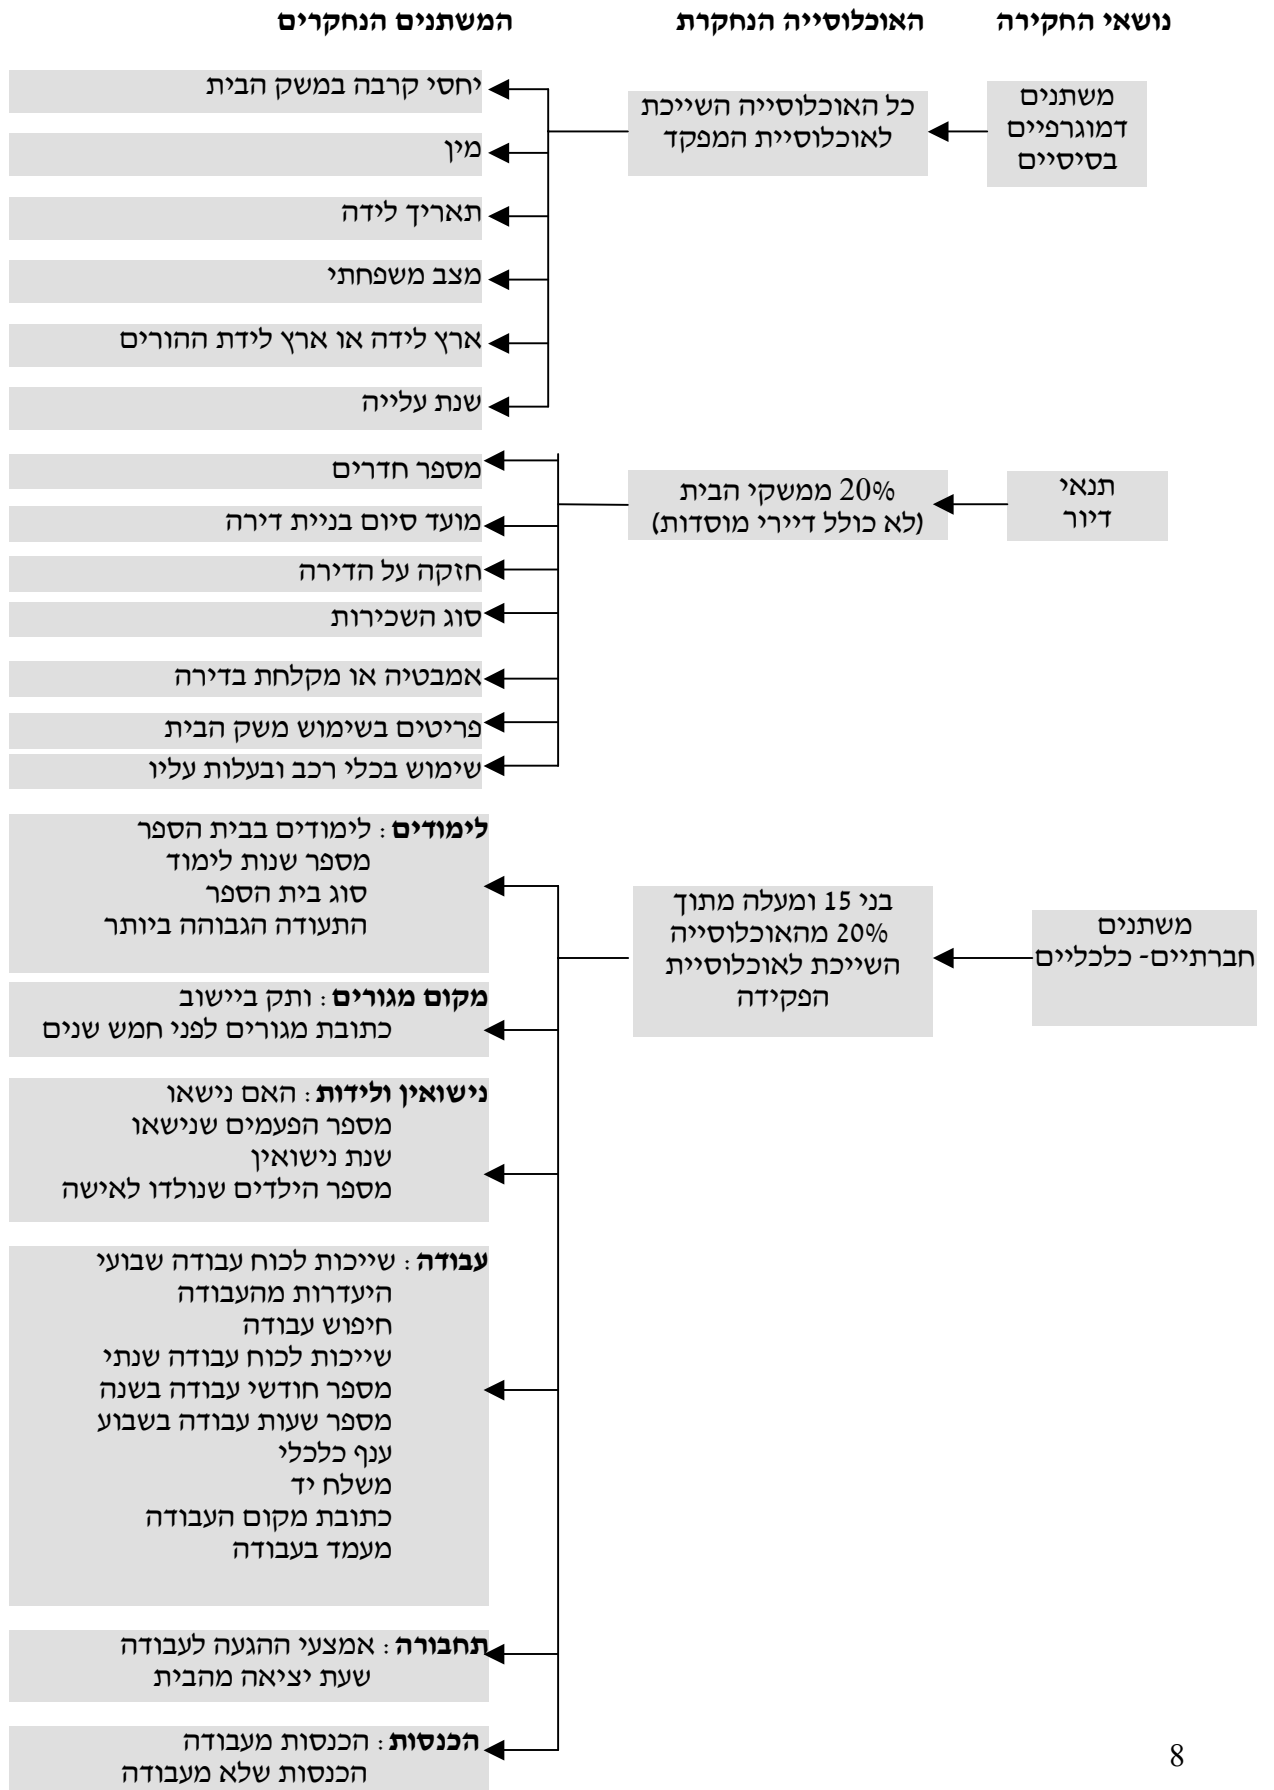 נושאי החקירה
האוכלוסייה הנחקרת
המשתנים הנחקרים
משתנים
דמוגרפיים
בסיסיים
כל האוכלוסייה השייכת
לאוכלוסיית המפקד
יחסי קרבה במשק הבית
מין
תאריך לידה
מצב משפחתי
ארץ לידה או ארץ לידת ההורים
שנת עלייה
תנאי
דיור
20% ממשקי הבית
(לא כולל דיירי מוסדות)
מספר חדרים
מועד סיום בניית דירה
חזקה על הדירה
סוג השכירות
אמבטיה או מקלחת בדירה
פריטים בשימוש משק הבית
שימוש בכלי רכב ובעלות עליו
משתנים
חברתיים- כלכליים
בני 15 ומעלה מתוך
20% מהאוכלוסייה
השייכת לאוכלוסיית
הפקידה
לימודים: לימודים בבית הספר
מספר שנות לימוד
סוג בית הספר
התעודה הגבוהה ביותר
מקום מגורים: ותק ביישוב
כתובת מגורים לפני חמש שנים
נישואין ולידות: האם נישאו
מספר הפעמים שנישאו
שנת נישואין
מספר הילדים שנולדו לאישה
עבודה: שייכות לכוח עבודה שבועי
היעדרות מהעבודה
חיפוש עבודה
שייכות לכוח עבודה שנתי
מספר חודשי עבודה בשנה
מספר שעות עבודה בשבוע
ענף כלכלי
משלח יד
כתובת מקום העבודה
מעמד בעבודה
תחבורה: אמצעי ההגעה לעבודה
שעת יציאה מהבית
הכנסות: הכנסות מעבודה
הכנסות שלא מעבודה
8